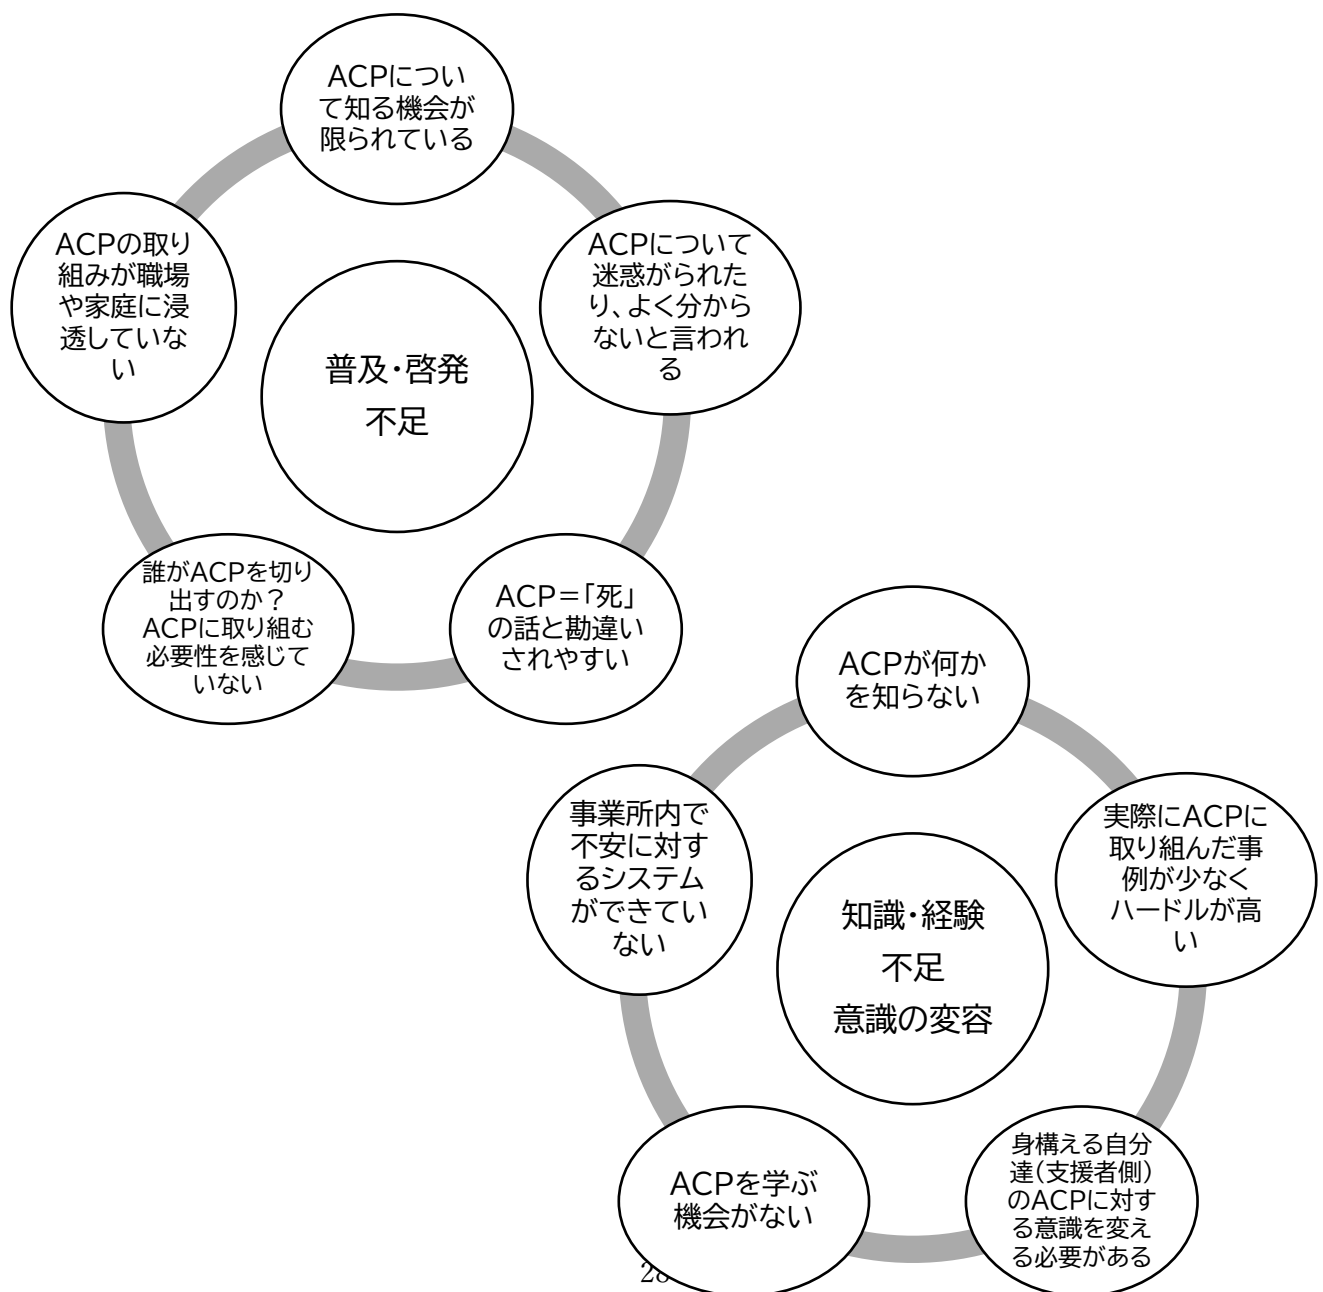 ACPについ
て知る機会が
限られている
ACPについて
迷惑がられた
り、よく分から
ないと言われ
る
ACP＝「死」
の話と勘違い
されやすい
誰がACPを切り
出すのか？
ACPに取り組む
必要性を感じて
いない
ACPの取り
組みが職場
や家庭に浸
透していな
い
普及・啓発
不足
ACPが何か
を知らない
実際にACPに
取り組んだ事
例が少なく
ハードルが高
い
身構える自分
達（支援者側）
のACPに対す
る意識を変え
る必要がある
ACPを学ぶ
機会がない
事業所内で
不安に対す
るシステム
ができてい
ない
知識・経験
不足
意識の変容